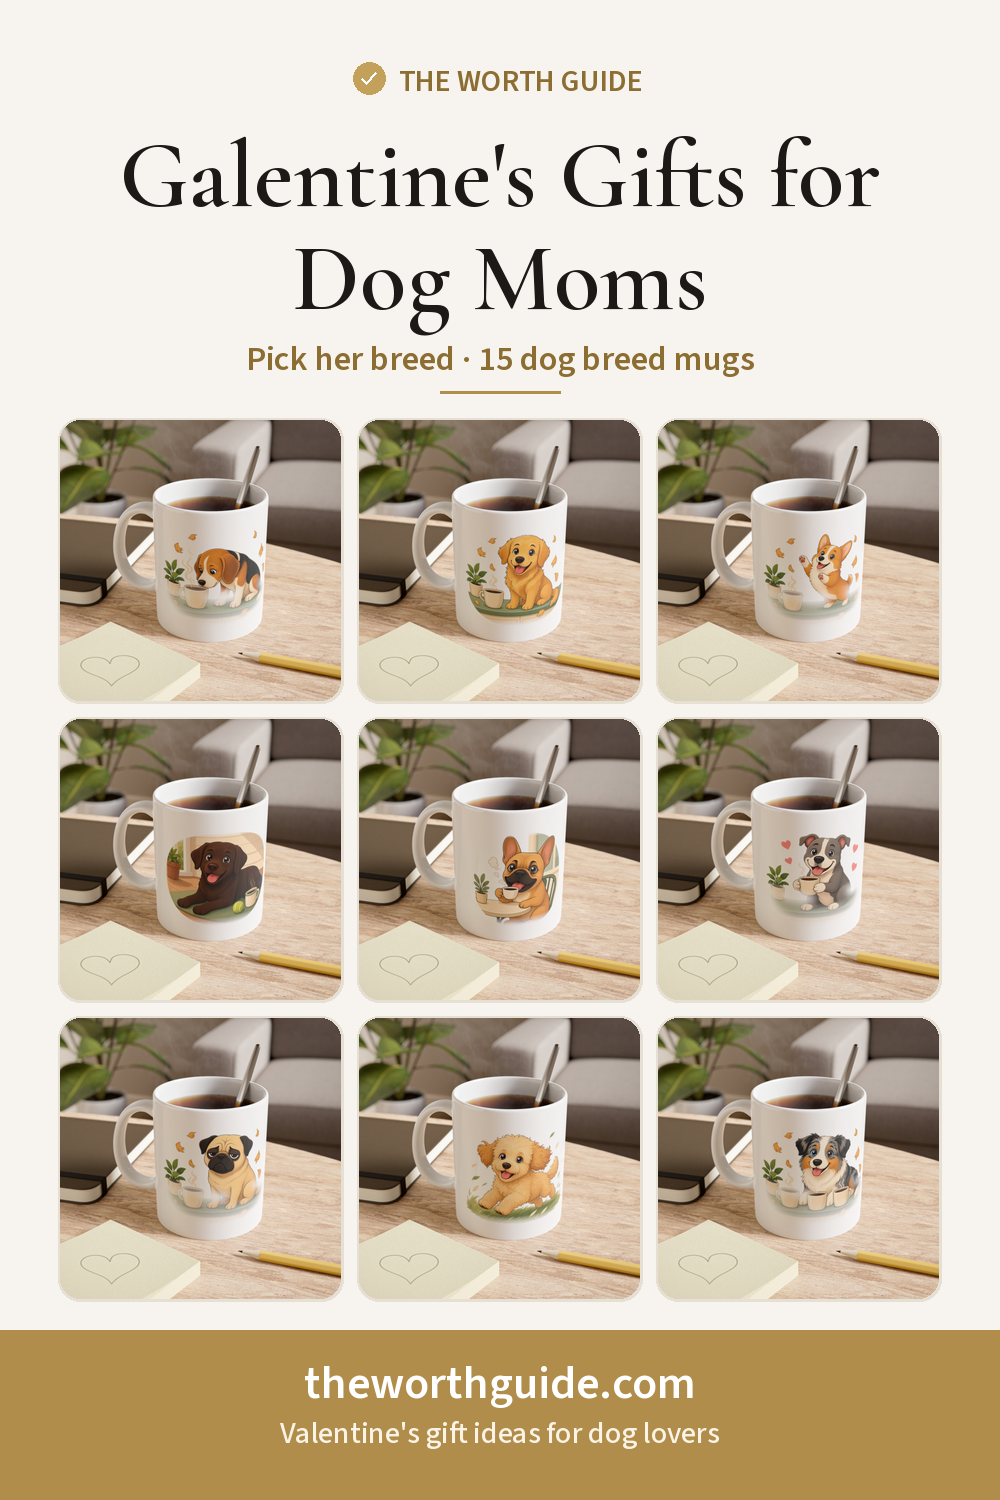 THE WORTH GUIDE
Galentine's Gifts for
Dog Moms
Pick her breed · 15 dog breed mugs
theworthguide.com
Valentine's gift ideas for dog lovers